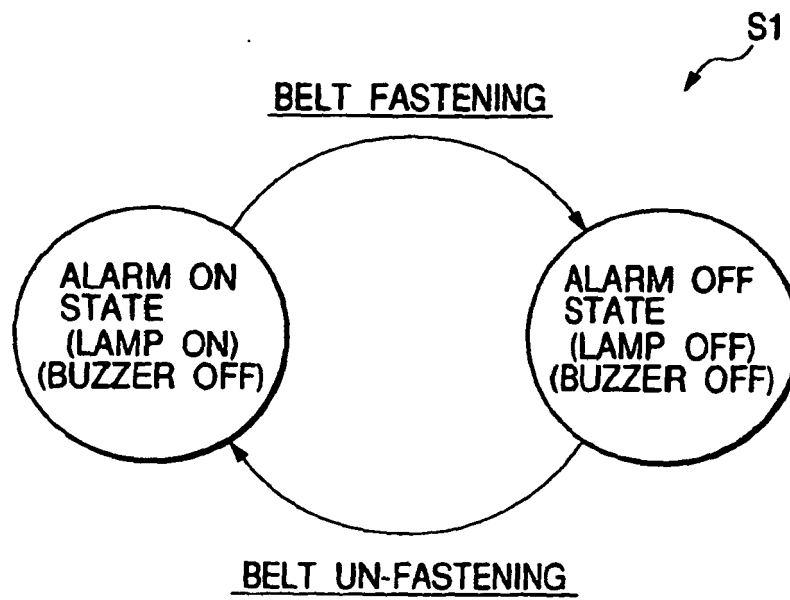 S1
BELT FASTENING
ALARM ON
STATE
(LAMP ON)
(BUZZER OFF)
ALARM OFF
STATE
(LAMP OFF)
(BUZZER OFF)
BELT UN-FASTENING